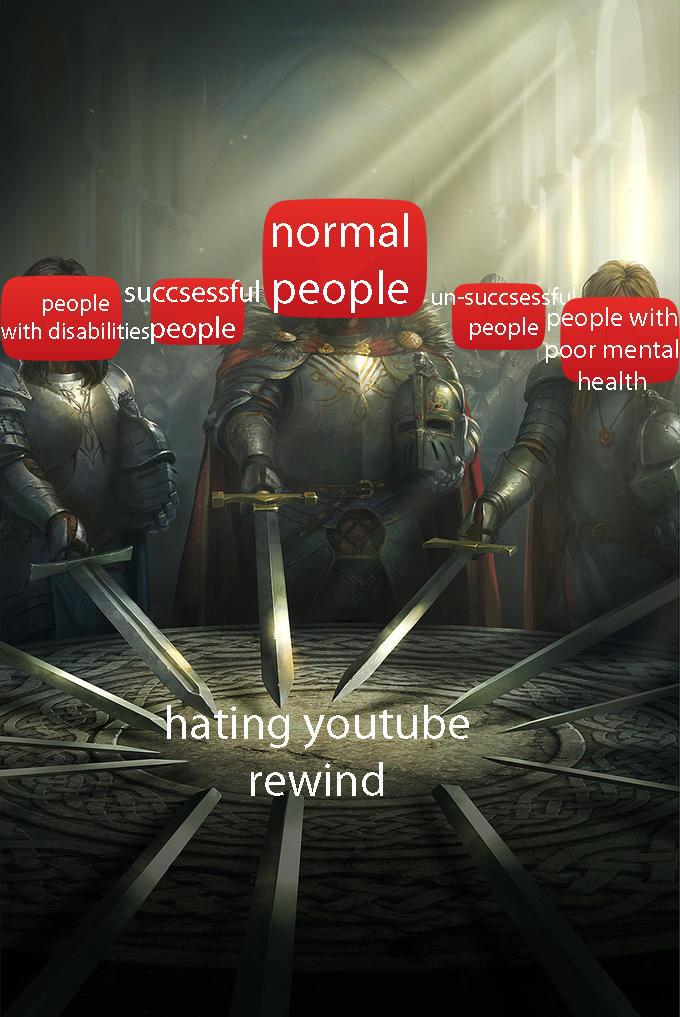 normal
people
people
with disabilities
succsessful
people
un-succsessful
people
people with
poor mental
health
hating youtube
rewind